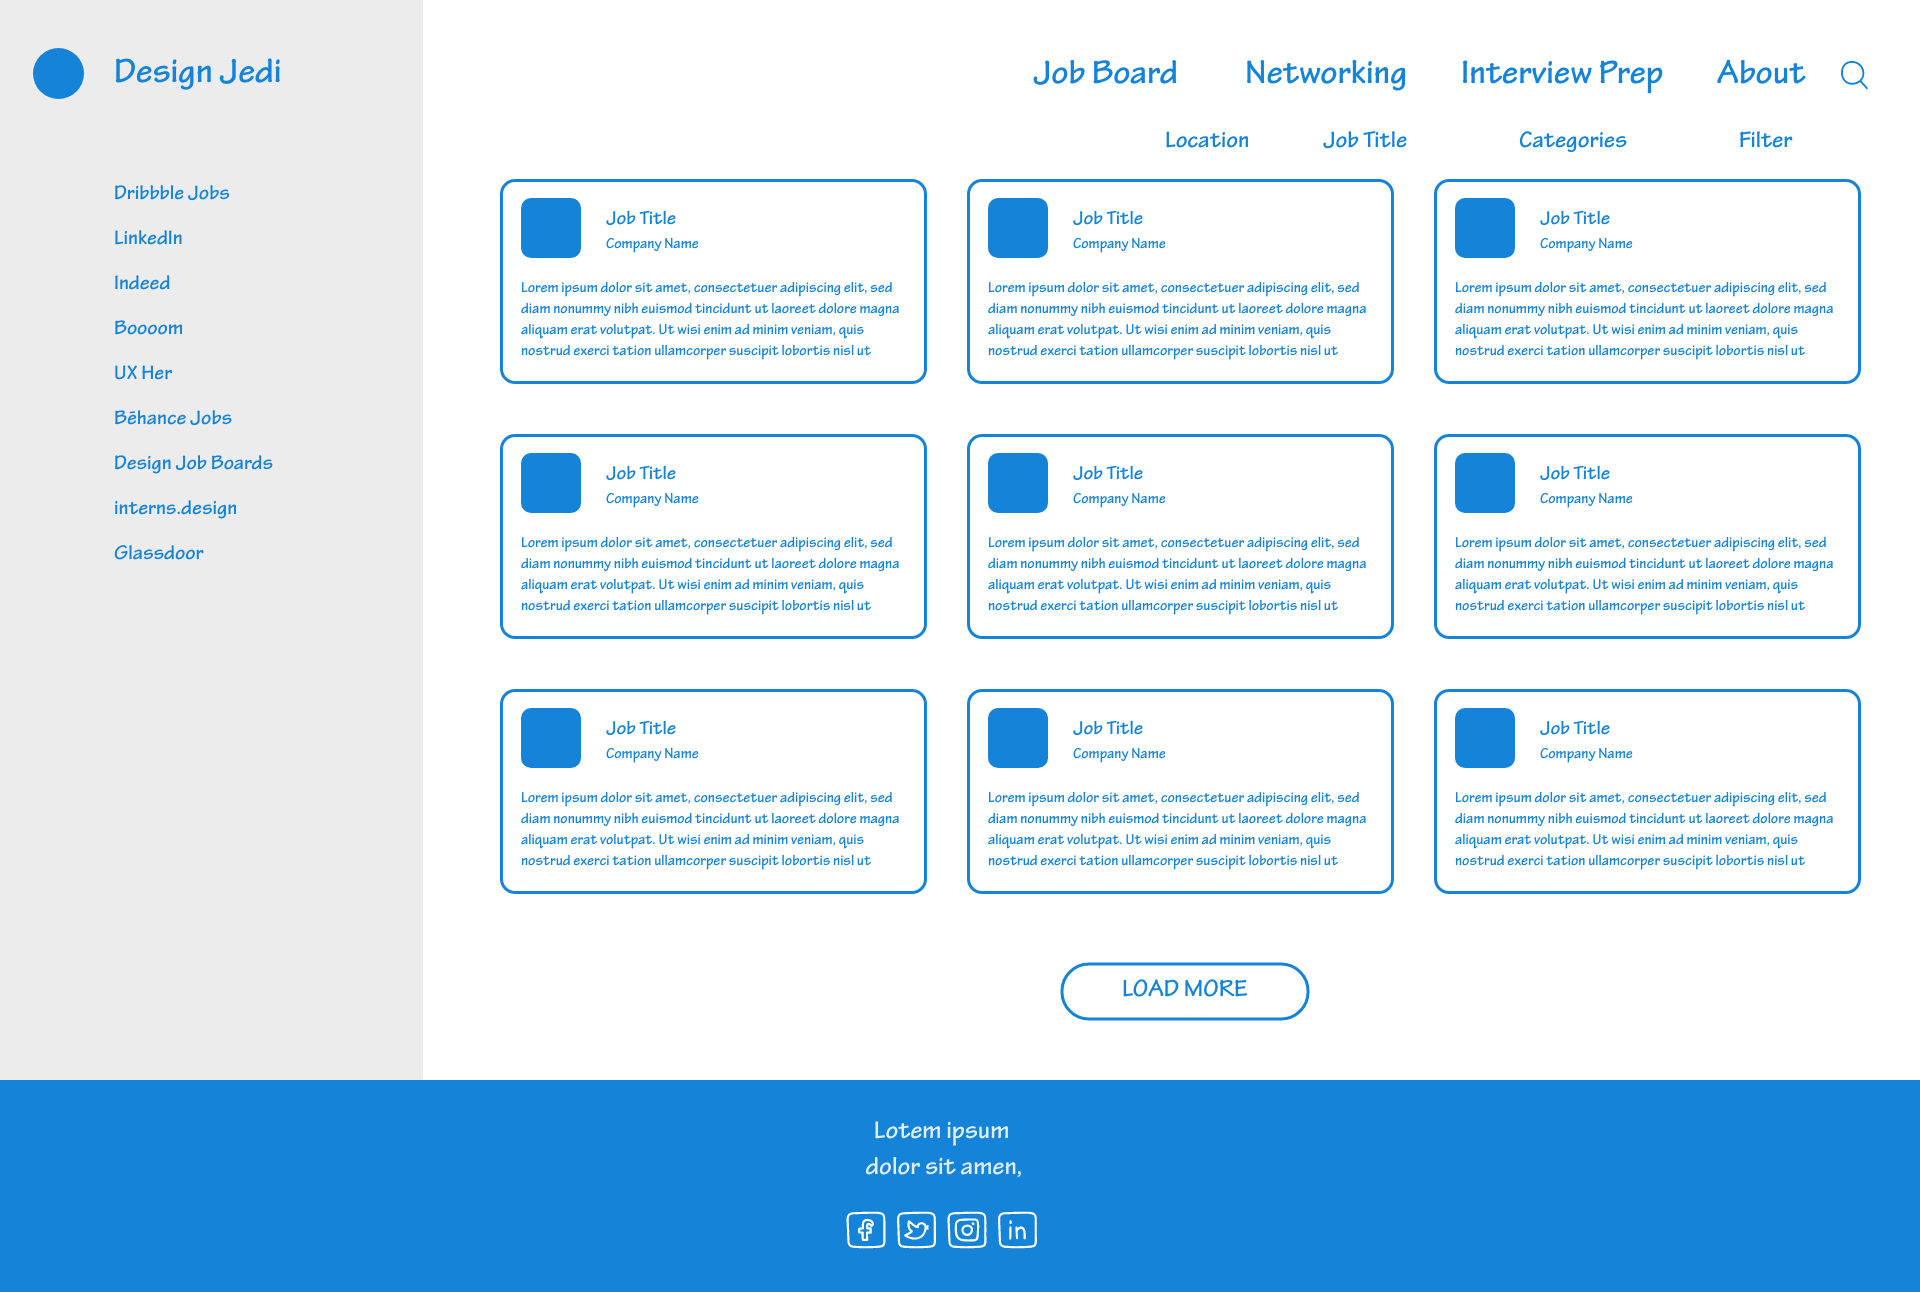 Design Jedi
Job Board Networking Interview Prep About
Location Job Title Categories Filter
Dribbble Jobs
LinkedIn
Indeed
Boooom
UX Her
Bēhance Jobs
Design Job Boards
interns.design
Glassdoor
Job Title
Company Name
Lorem ipsum dolor sit amet, consectetuer adipiscing elit, sed
diam nonummy nibh euismod tincidunt ut laoreet dolore magna
aliquam erat volutpat. Ut wisi enim ad minim veniam, quis
nostrud exerci tation ullamcorper suscipit lobortis nisl ut
Job Title
Company Name
Lorem ipsum dolor sit amet, consectetuer adipiscing elit, sed
diam nonummy nibh euismod tincidunt ut laoreet dolore magna
aliquam erat volutpat. Ut wisi enim ad minim veniam, quis
nostrud exerci tation ullamcorper suscipit lobortis nisl ut
Job Title
Company Name
Lorem ipsum dolor sit amet, consectetuer adipiscing elit, sed
diam nonummy nibh euismod tincidunt ut laoreet dolore magna
aliquam erat volutpat. Ut wisi enim ad minim veniam, quis
nostrud exerci tation ullamcorper suscipit lobortis nisl ut
Job Title
Company Name
Lorem ipsum dolor sit amet, consectetuer adipiscing elit, sed
diam nonummy nibh euismod tincidunt ut laoreet dolore magna
aliquam erat volutpat. Ut wisi enim ad minim veniam, quis
nostrud exerci tation ullamcorper suscipit lobortis nisl ut
Job Title
Company Name
Lorem ipsum dolor sit amet, consectetuer adipiscing elit, sed
diam nonummy nibh euismod tincidunt ut laoreet dolore magna
aliquam erat volutpat. Ut wisi enim ad minim veniam, quis
nostrud exerci tation ullamcorper suscipit lobortis nisl ut
Job Title
Company Name
Lorem ipsum dolor sit amet, consectetuer adipiscing elit, sed
diam nonummy nibh euismod tincidunt ut laoreet dolore magna
aliquam erat volutpat. Ut wisi enim ad minim veniam, quis
nostrud exerci tation ullamcorper suscipit lobortis nisl ut
Job Title
Company Name
Lorem ipsum dolor sit amet, consectetuer adipiscing elit, sed
diam nonummy nibh euismod tincidunt ut laoreet dolore magna
aliquam erat volutpat. Ut wisi enim ad minim veniam, quis
nostrud exerci tation ullamcorper suscipit lobortis nisl ut
Job Title
Company Name
Lorem ipsum dolor sit amet, consectetuer adipiscing elit, sed
diam nonummy nibh euismod tincidunt ut laoreet dolore magna
aliquam erat volutpat. Ut wisi enim ad minim veniam, quis
nostrud exerci tation ullamcorper suscipit lobortis nisl ut
Job Title
Company Name
Lorem ipsum dolor sit amet, consectetuer adipiscing elit, sed
diam nonummy nibh euismod tincidunt ut laoreet dolore magna
aliquam erat volutpat. Ut wisi enim ad minim veniam, quis
nostrud exerci tation ullamcorper suscipit lobortis nisl ut
LOAD MORE
Lotem ipsum
dolor sit amen,